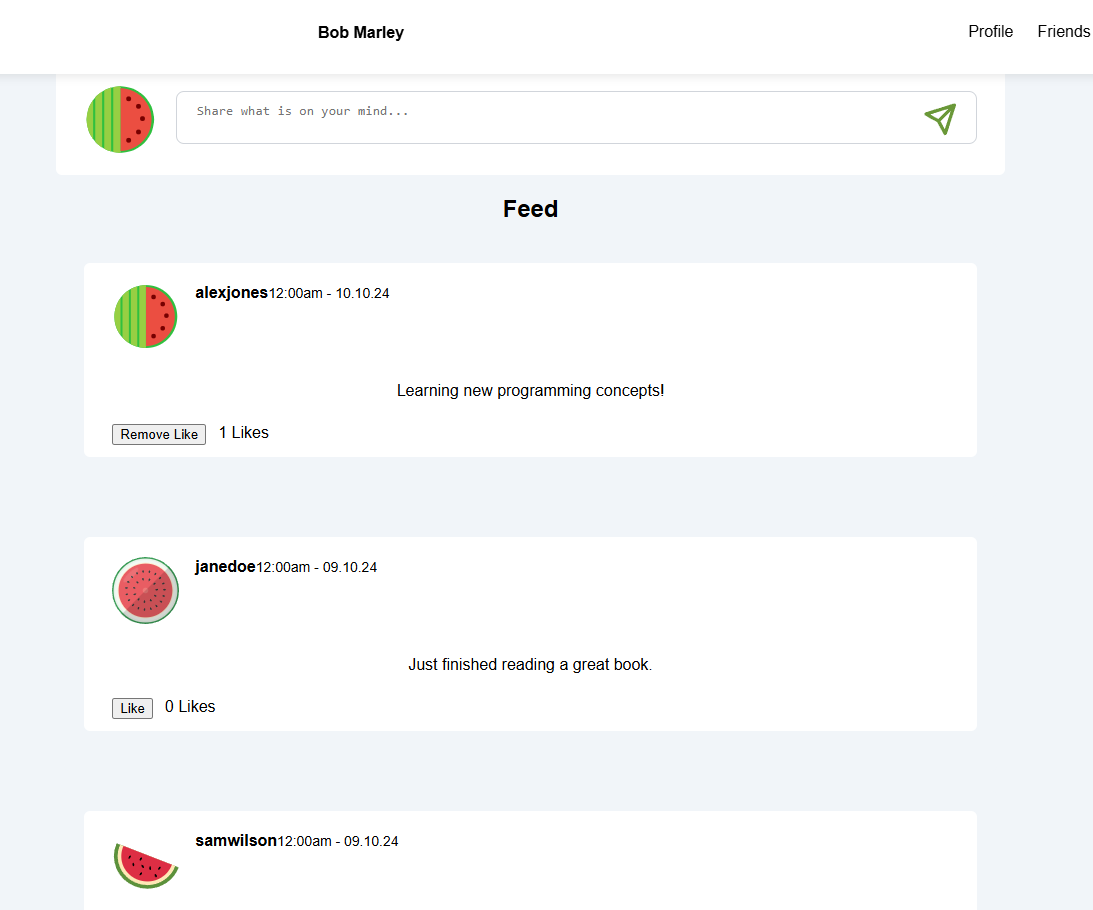 Bob Marley Profile Friends
Share what is on your mind...
Feed
alexjones12:00am - 10.10.24
Learning new programming concepts!
Remove Like 1 Likes
janedoe12:00am - 09.10.24
Just finished reading a great book.
Like 0 Likes
samwilson12:00am - 09.10.24